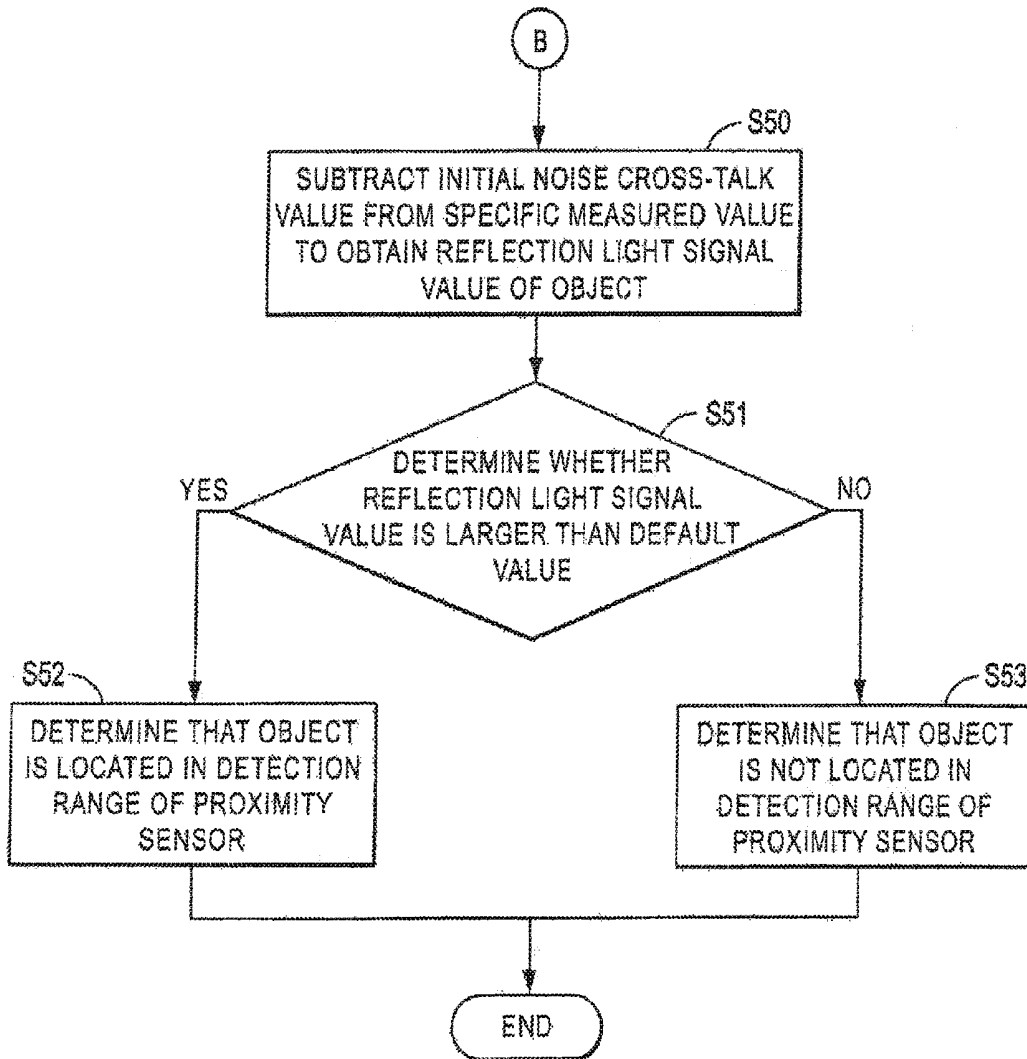 B
S50
SUBTRACT INITIAL NOISE CROSS-TALK
VALUE FROM SPECIFIC MEASURED VALUE
TO OBTAIN REFLECTION LIGHT SIGNAL
VALUE OF OBJECT
S51
DETERMINE WHETHER
REFLECTION LIGHT SIGNAL
VALUE IS LARGER THAN DEFAULT
VALUE
YES
NO
S52
DETERMINE THAT OBJECT
IS LOCATED IN DETECTION
RANGE OF PROXIMITY
SENSOR
S53
DETERMINE THAT OBJECT
IS NOT LOCATED IN
DETECTION RANGE OF
PROXIMITY SENSOR
END